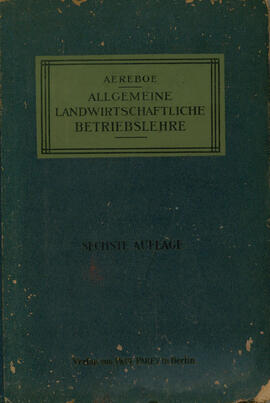 AEREBOE
ALLGEMEINE
LANDWIRTSCHAFTLICHE
BETRIEBSLEHRE
SECHSTE AUFLAGE
Verlag von PAUL PAREY in Berlin